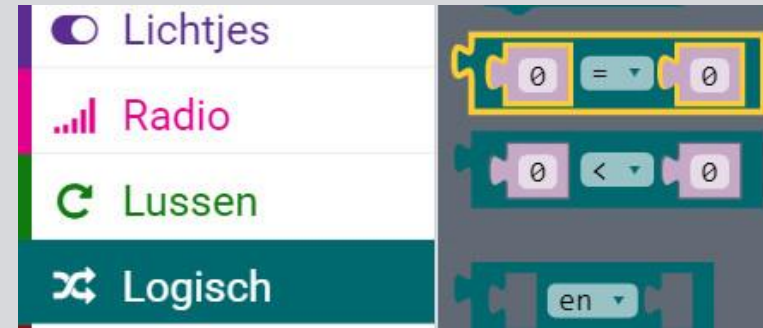 Lichtjes
Radio
Lussen
Logisch
0 = 0
0 < 0
en